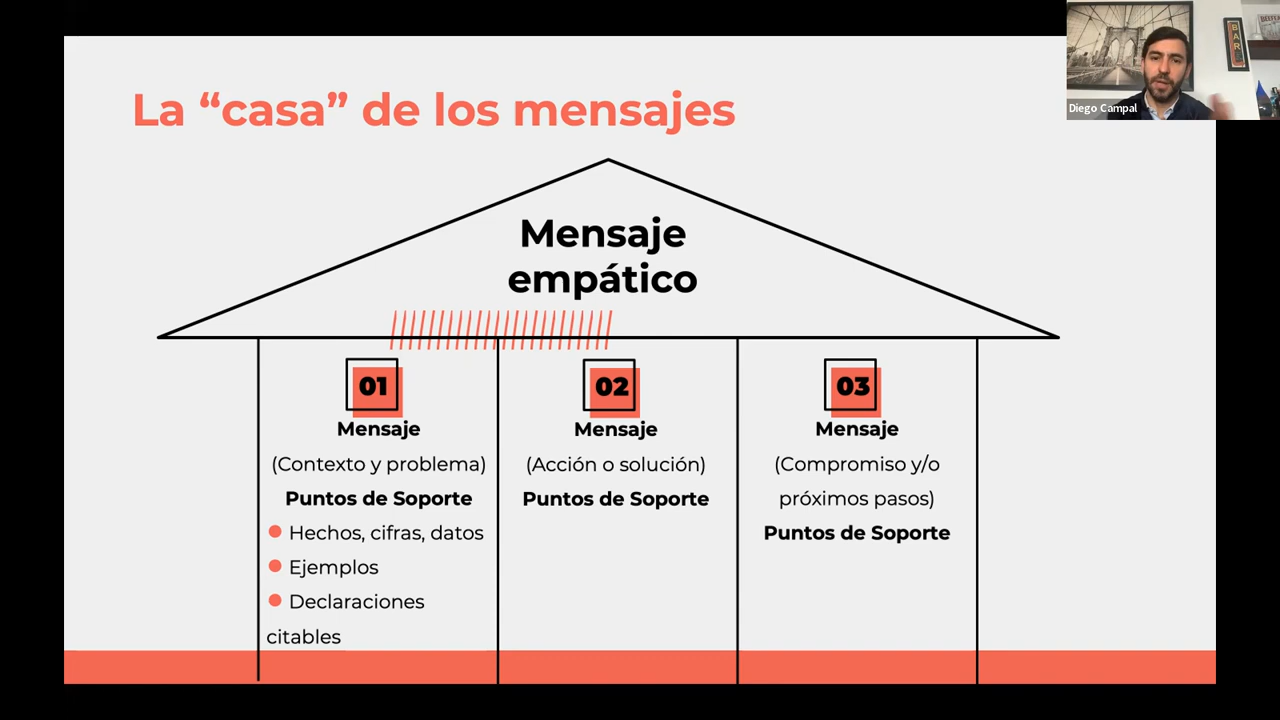 La “casa” de los mensajes
BAR
Diego Campal
Mensaje
empático
01
Mensaje
(Contexto y problema)
Puntos de Soporte
Hechos, cifras, datos
Ejemplos
Declaraciones
citables
02
Mensaje
(Acción o solución)
Puntos de Soporte
03
Mensaje
(Compromiso y/o
próximos pasos)
Puntos de Soporte